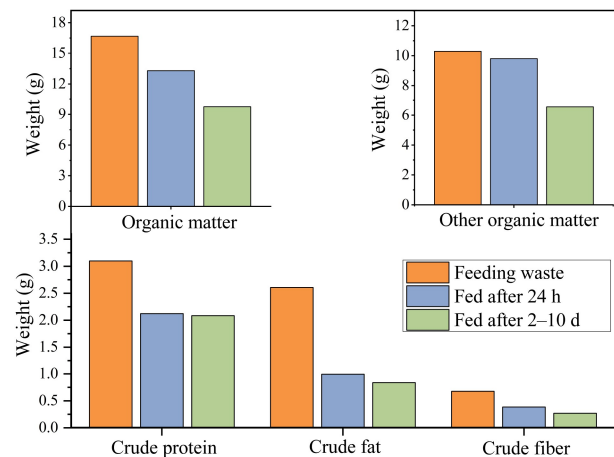 Weight (g)
18
15
12
9
6
3
0
Organic matter
Weight (g)
12
10
8
6
4
2
0
Other organic matter
Weight (g)
3.5
3.0
2.5
2.0
1.5
1.0
0.5
0.0
Crude protein
Crude fat
Crude fiber
Feeding waste
Fed after 24 h
Fed after 2–10 d